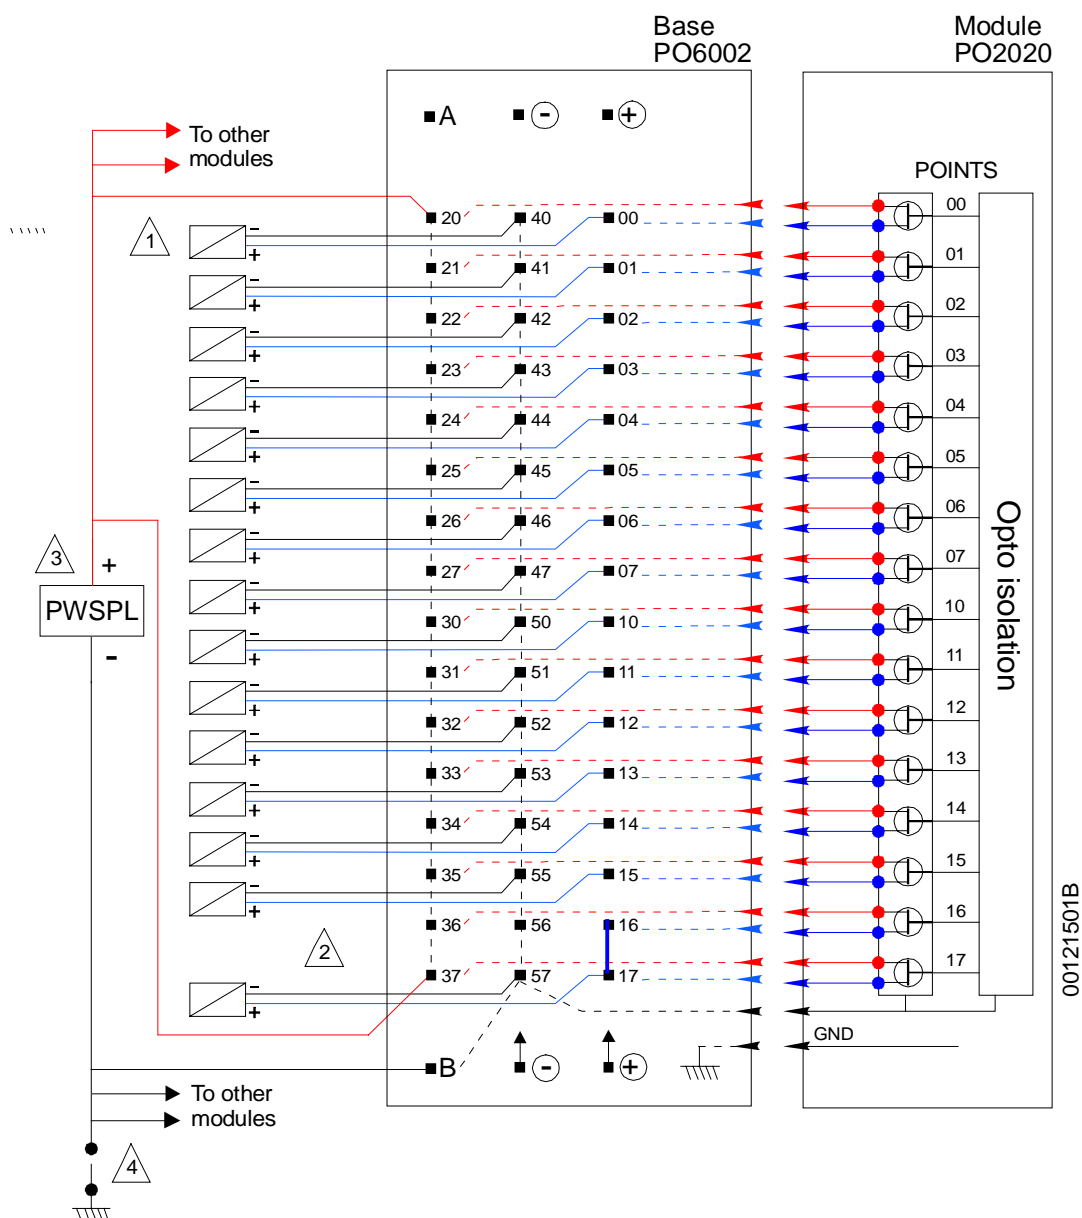 Base
PO6002
Module
PO2020
A - +
To other
modules
POINTS
20 40 00 00
1 - +
21 41 01 01
- +
22 42 02 02
- +
23 43 03 03
- +
24 44 04 04
- +
25 45 05 05
- +
26 46 06 06
- +
27 47 07 07
- +
3 +
PWSPL
-
30 50 10 10
- +
31 51 11 11
- +
32 52 12 12
- +
33 53 13 13
- +
34 54 14 14
- +
35 55 15 15
- +
36 56 16 16
2
37 57 17 17
- +
Opto isolation
GND
B - +
To other
modules
4
00121501B